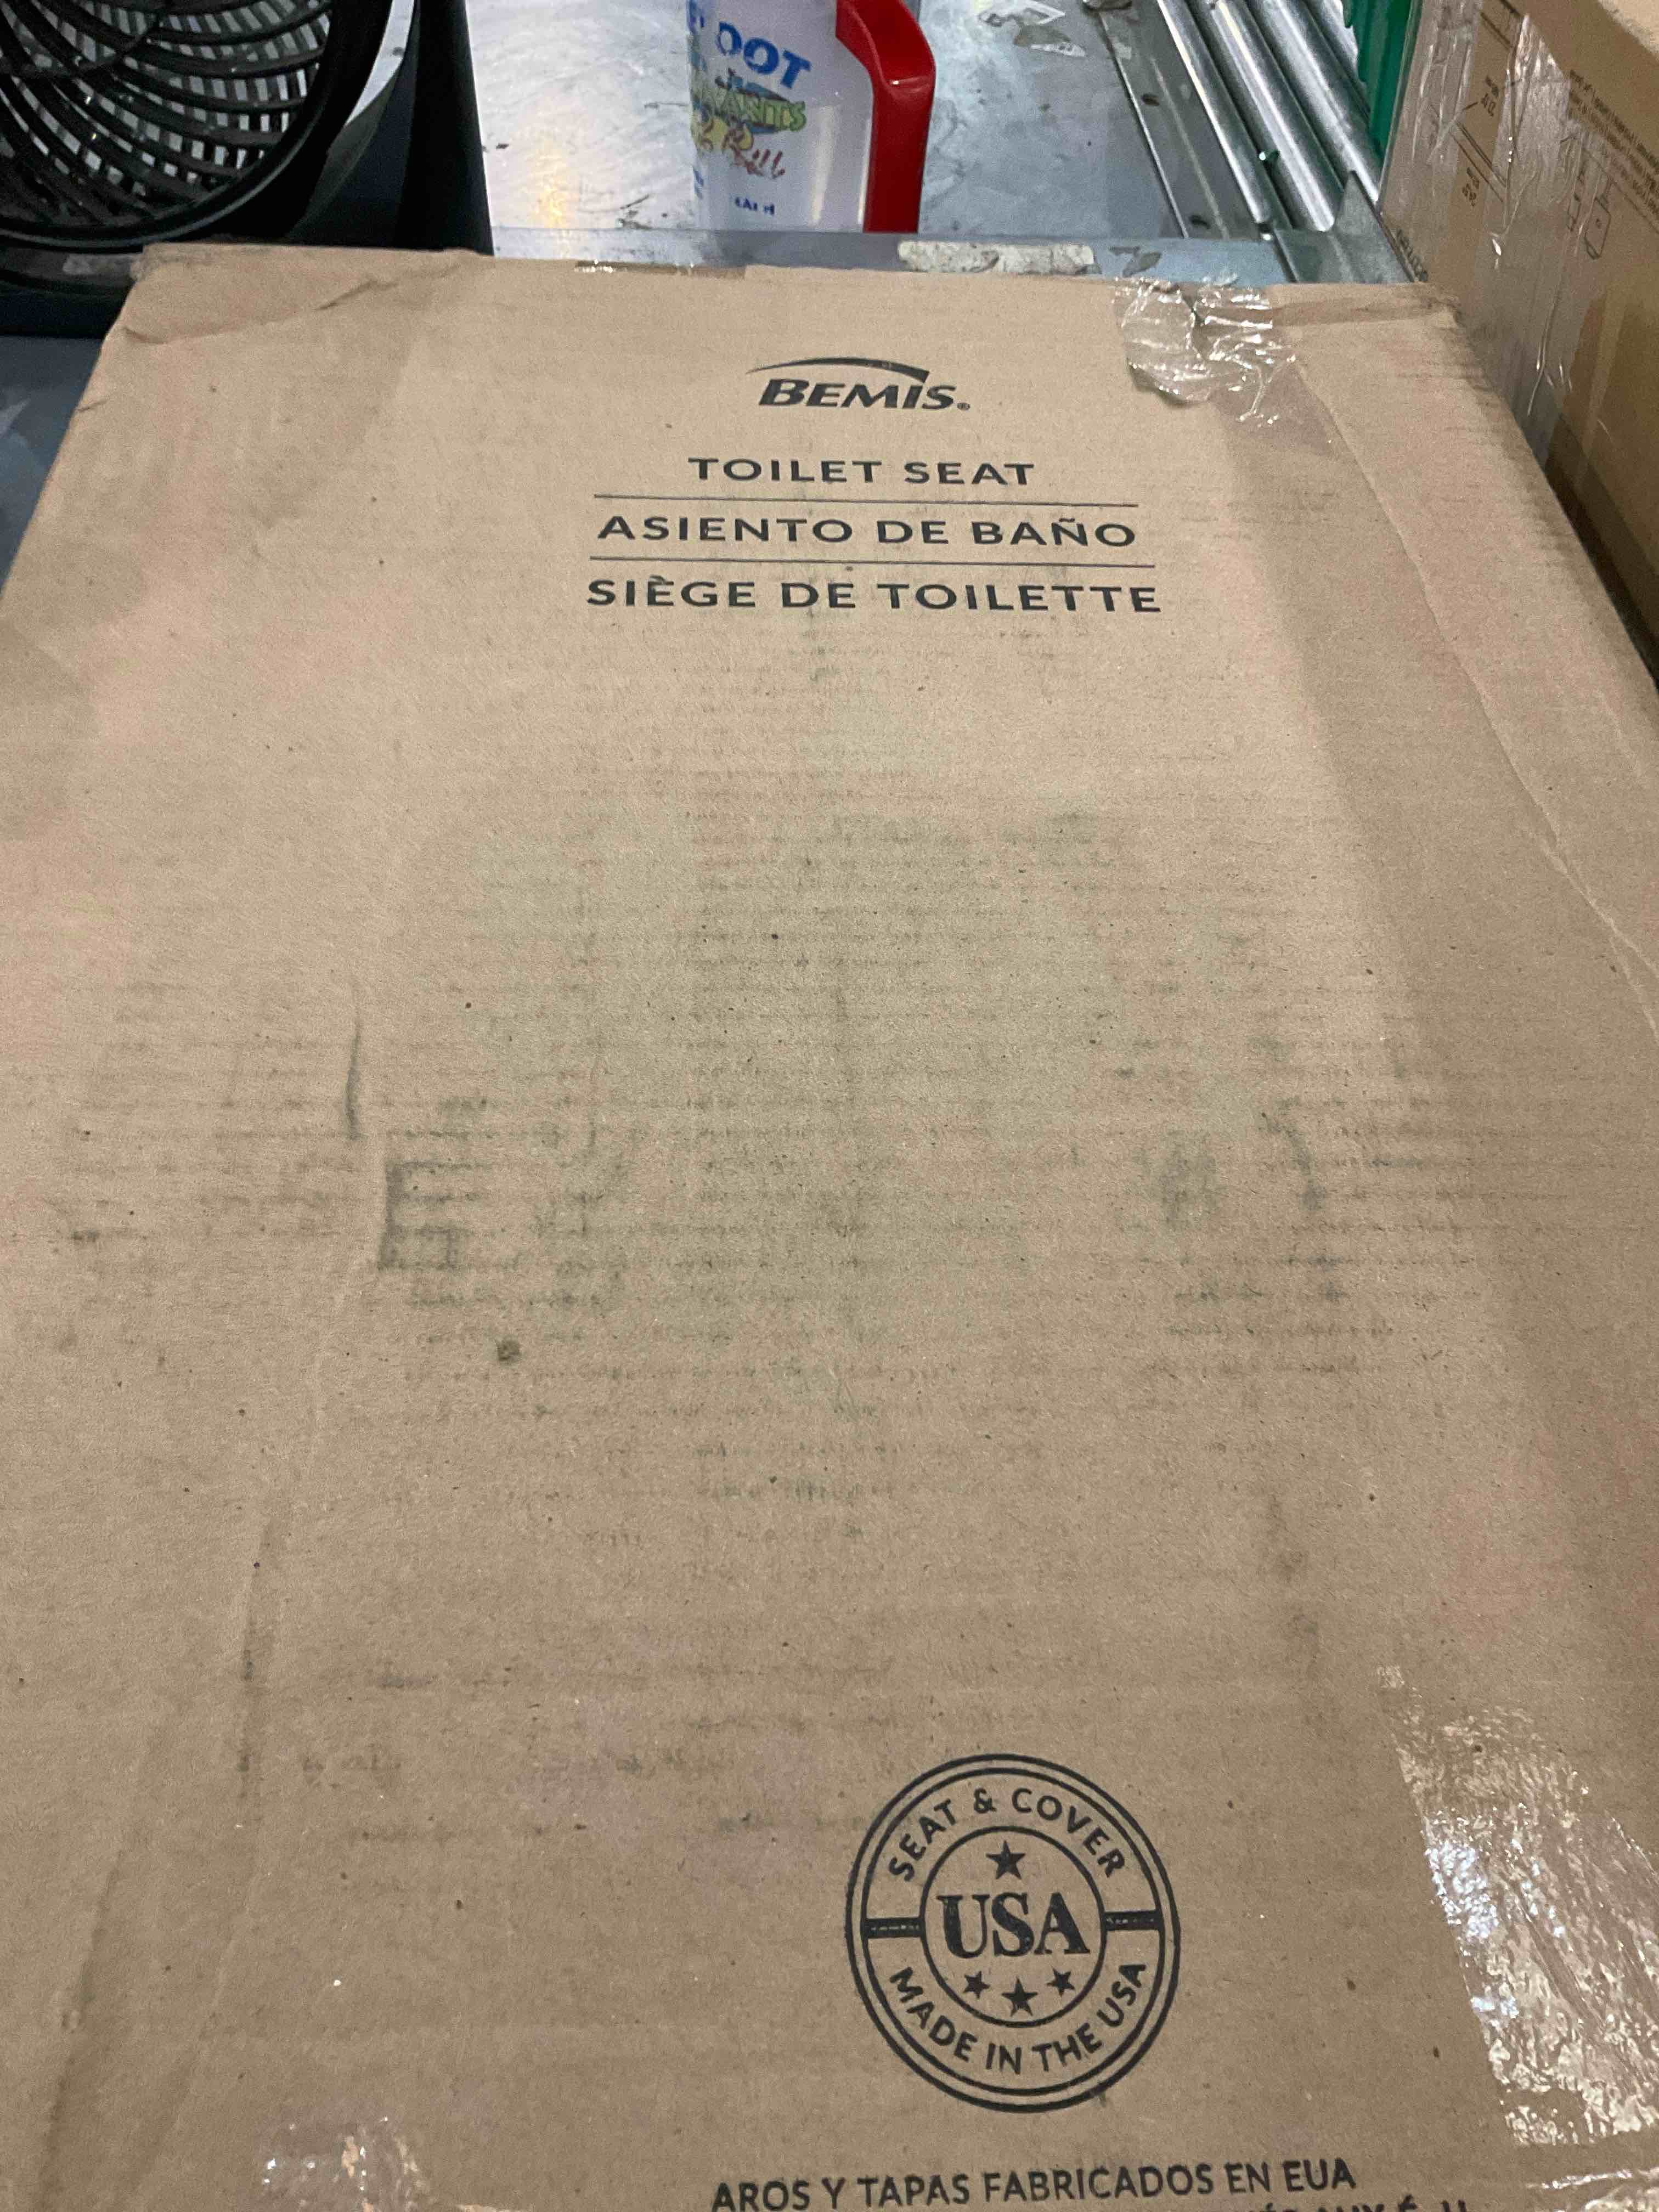 OOT
BEMIS®
TOILET SEAT
ASIENTO DE BAÑO
SIÈGE DE TOILETTE
SEAT & COVER
USA
MADE IN THE USA
AROS Y TAPAS FABRICADOS EN EUA